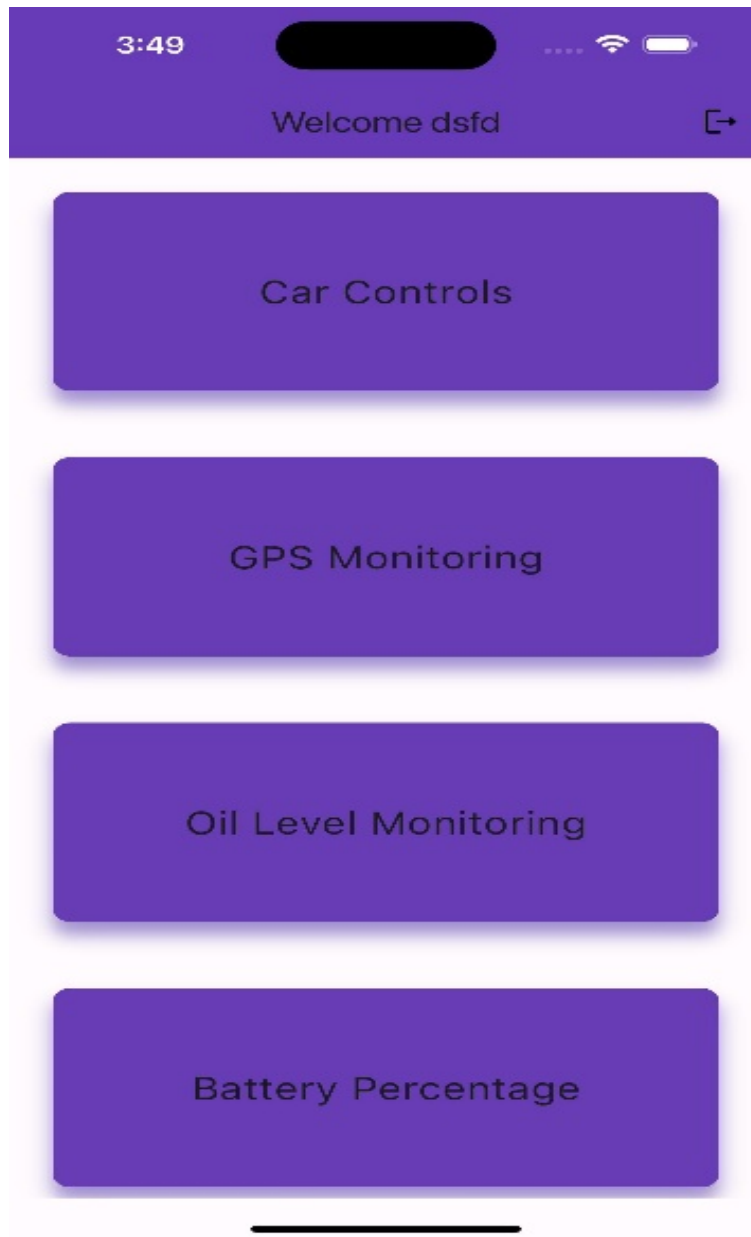 3:49
Welcome dsfd
Car Controls
GPS Monitoring
Oil Level Monitoring
Battery Percentage